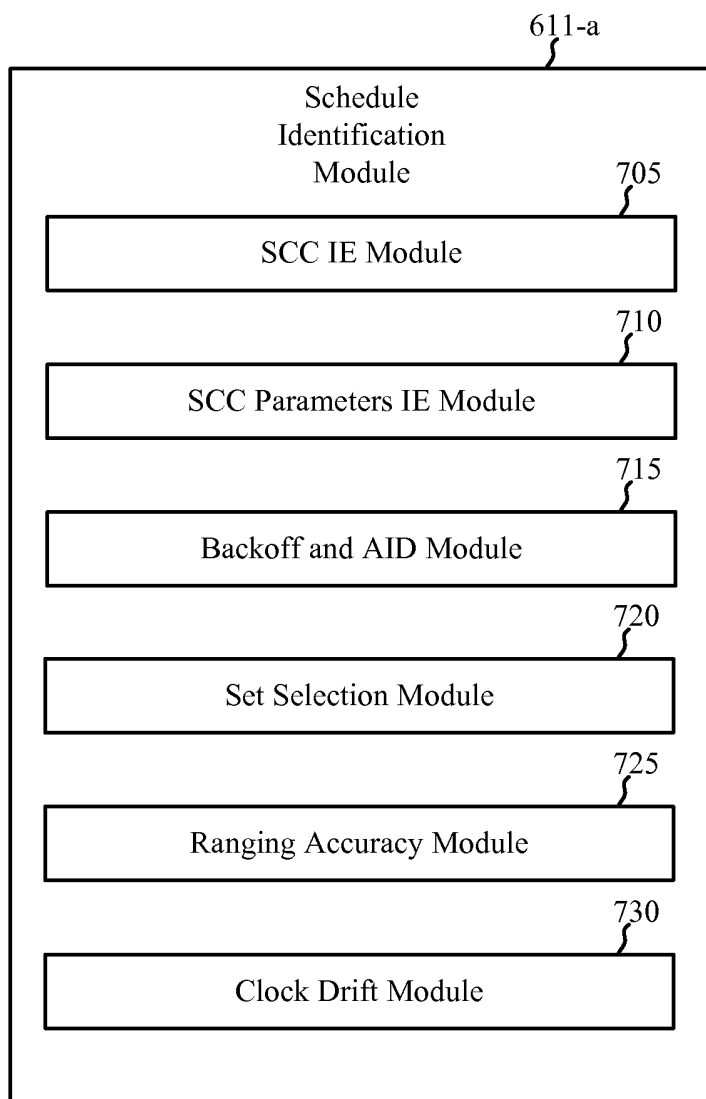 611-a
Schedule
Identification
Module
705
SCC IE Module
710
SCC Parameters IE Module
715
Backoff and AID Module
720
Set Selection Module
725
Ranging Accuracy Module
730
Clock Drift Module